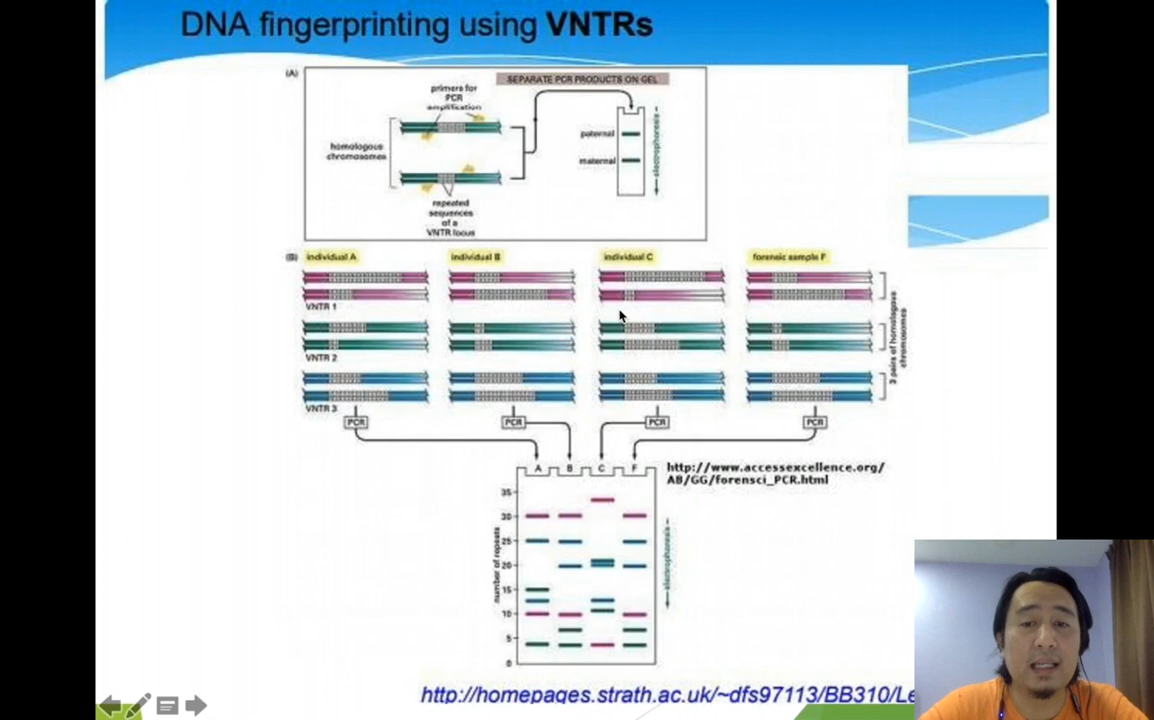 DNA fingerprinting using VNTRs
(A)
SEPARATE PCR PRODUCTS ON GEL
primers for
PCR
amplification
homologous
chromosomes
paternal
maternal
electrophoresis
repeated
sequences
of a
VNTR locus
(B)
individual A
individual B
individual C
forensic sample F
VNTR 1
VNTR 2
VNTR 3
3 pairs of homologous
chromosomes
PCR
PCR
PCR
PCR
A B C F
http://www.accessexcellence.org/
AB/GG/forensci_PCR.html
number of repeats
35
30
25
20
15
10
5
0
electrophoresis
http://homepages.strath.ac.uk/~dfs97113/BB310/Le